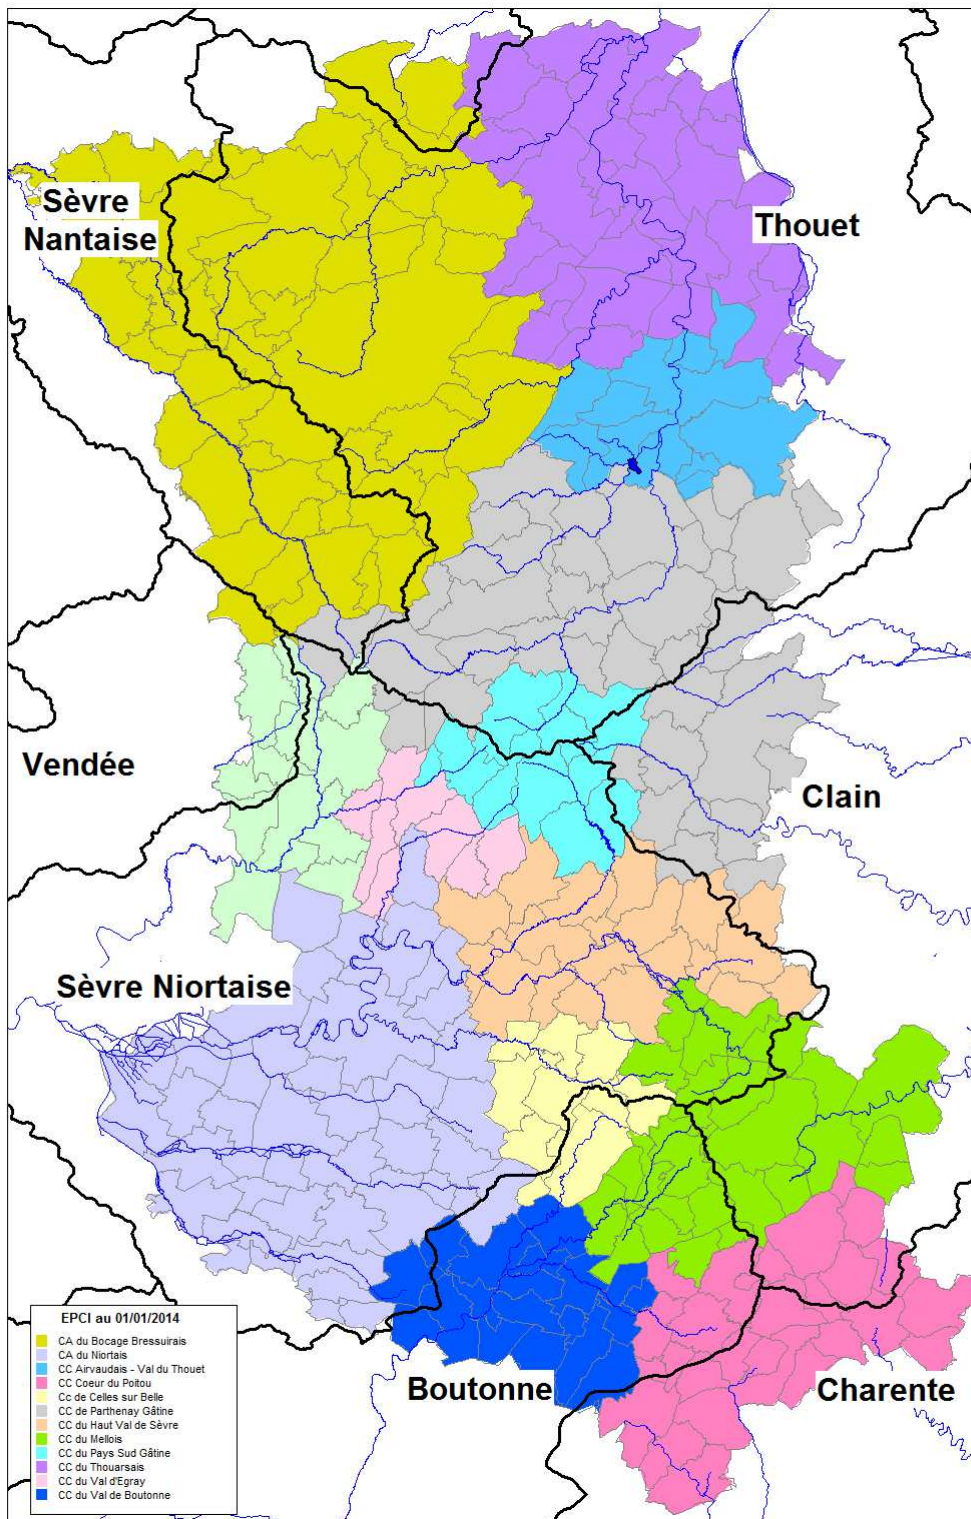 Sèvre
Nantaise
Thouet
Vendée
Clain
Sèvre Niortaise
Boutonne
Charente
EPCI au 01/01/2014
CA du Bocage Bressuirais
CA du Niortais
CC Airvaudais - Val du Thouet
CC Coeur du Poitou
Cc de Celles sur Belle
CC de Parthenay Gâtine
CC du Haut Val de Sèvre
CC du Mellois
CC du Pays Sud Gâtine
CC du Thouarsais
CC du Val d'Egray
CC du Val de Boutonne